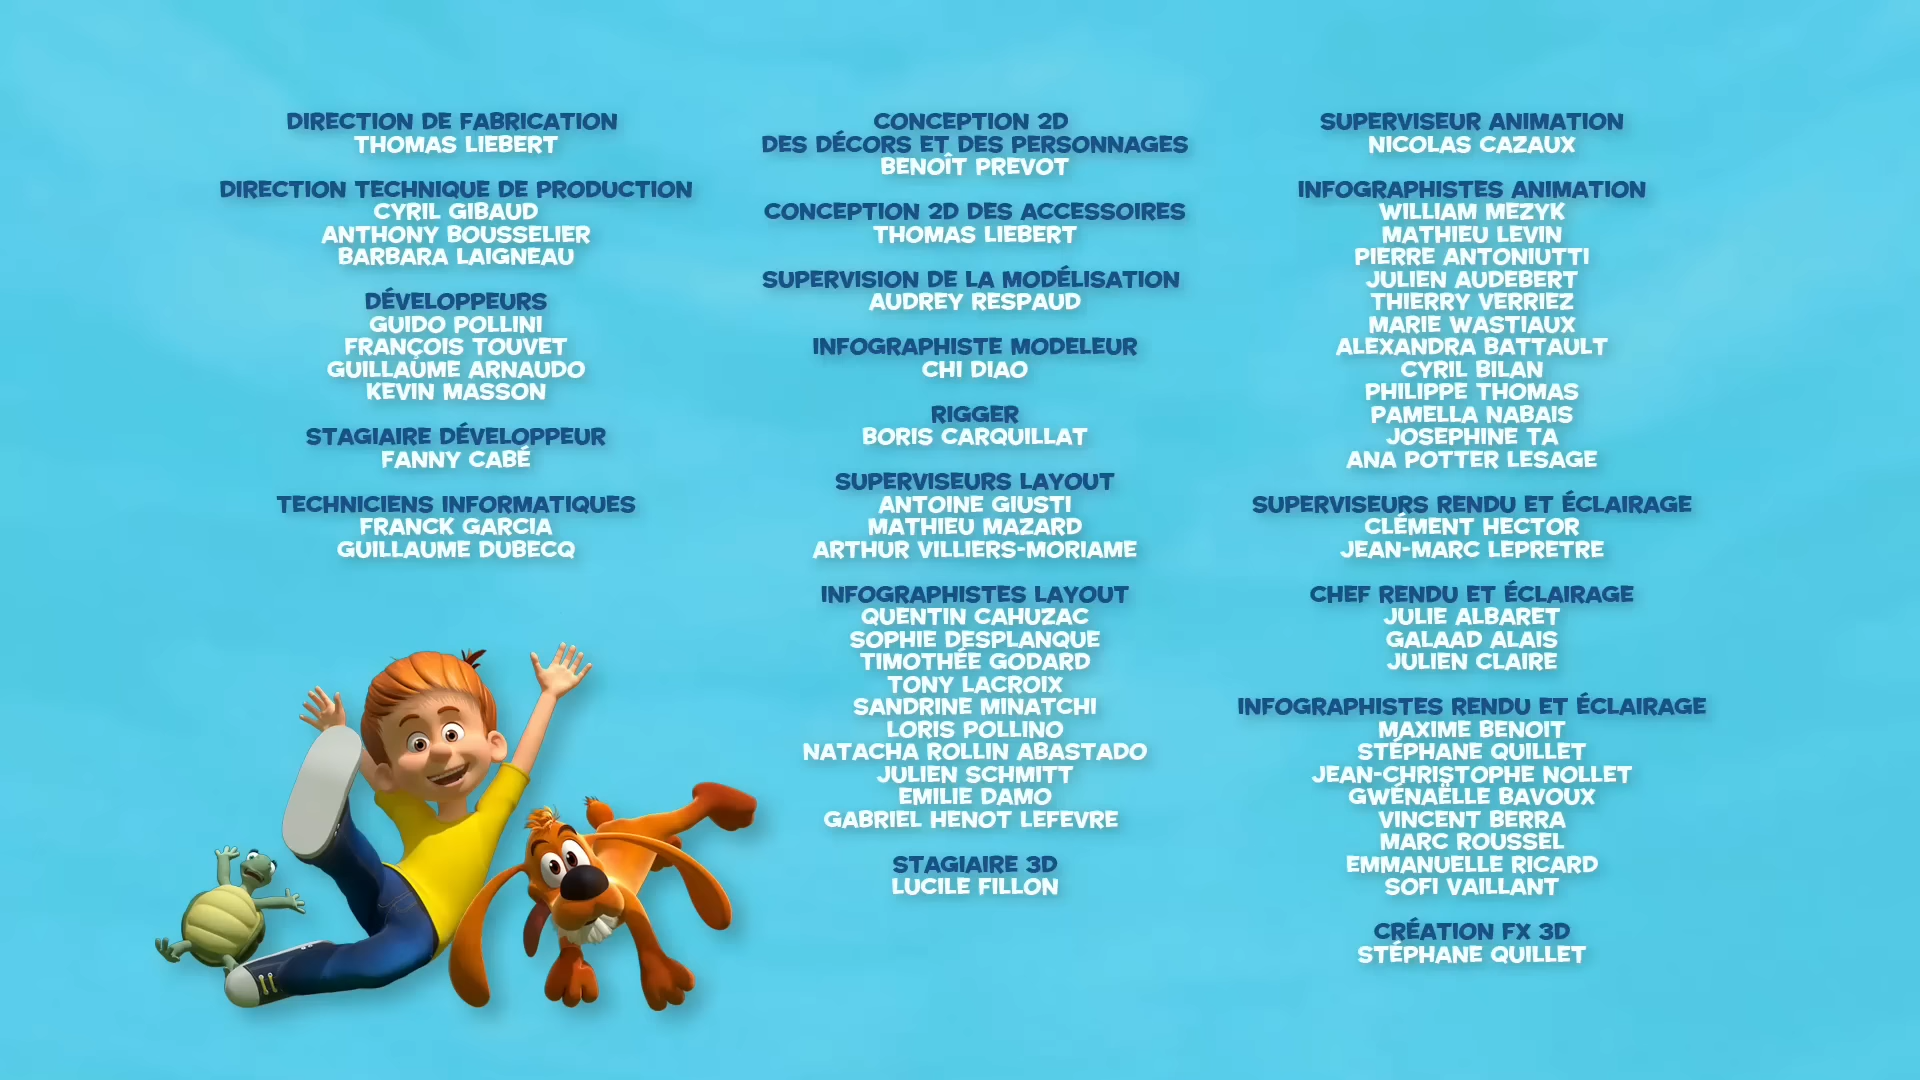 DIRECTION DE FABRICATION
THOMAS LIEBERT
DIRECTION TECHNIQUE DE PRODUCTION
CYRIL GIBAUD
ANTHONY BOUSSELIER
BARBARA LAIGNEAU
DÉVELOPPEURS
GUIDO POLLINI
FRANÇOIS TOUVET
GUILLAUME ARNAUDO
KEVIN MASSON
STAGIAIRE DÉVELOPPEUR
FANNY CABÉ
TECHNICIENS INFORMATIQUES
FRANCK GARCIA
GUILLAUME DUBECQ
CONCEPTION 2D
DES DÉCORS ET DES PERSONNAGES
BENOÎT PREVOT
CONCEPTION 2D DES ACCESSOIRES
THOMAS LIEBERT
SUPERVISION DE LA MODÉLISATION
AUDREY RESPAUD
INFOGRAPHISTE MODELEUR
CHI DIAO
RIGGER
BORIS CARQUILLAT
SUPERVISEURS LAYOUT
ANTOINE GIUSTI
MATHIEU MAZARD
ARTHUR VILLIERS-MORIAME
INFOGRAPHISTES LAYOUT
QUENTIN CAHUZAC
SOPHIE DESPLANQUE
TIMOTHÉE GODARD
TONY LACROIX
SANDRINE MINATCHI
LORIS POLLINO
NATACHA ROLLIN ABASTADO
JULIEN SCHMITT
EMILIE DAMO
GABRIEL HENOT LEFEVRE
STAGIAIRE 3D
LUCILE FILLON
SUPERVISEUR ANIMATION
NICOLAS CAZAUX
INFOGRAPHISTES ANIMATION
WILLIAM MEZYK
MATHIEU LEVIN
PIERRE ANTONIUTTI
JULIEN AUDEBERT
THIERRY VERRIEZ
MARIE WASTIAUX
ALEXANDRA BATTAULT
CYRIL BILAN
PHILIPPE THOMAS
PAMELLA NABAIS
JOSEPHINE TA
ANA POTTER LESAGE
SUPERVISEURS RENDU ET ÉCLAIRAGE
CLÉMENT HECTOR
JEAN-MARC LEPRETRE
CHEF RENDU ET ÉCLAIRAGE
JULIE ALBARET
GALAAD ALAIS
JULIEN CLAIRE
INFOGRAPHISTES RENDU ET ÉCLAIRAGE
MAXIME BENOIT
STÉPHANE QUILLET
JEAN-CHRISTOPHE NOLLET
GWÉNAËLLE BAVOUX
VINCENT BERRA
MARC ROUSSEL
EMMANUELLE RICARD
SOFI VAILLANT
CRÉATION FX 3D
STÉPHANE QUILLET